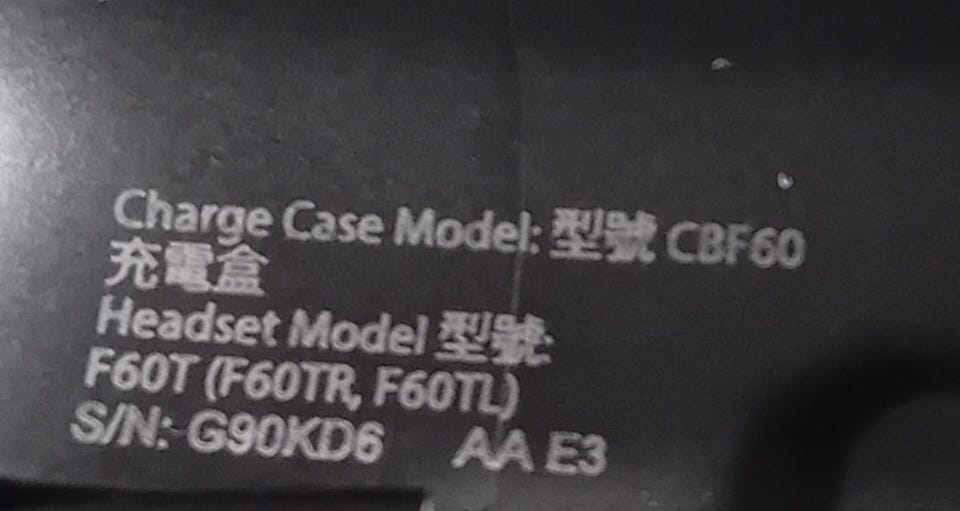 Charge Case Model: 型號 CBF60
充電盒
Headset Model 型號:
F60T (F60TR, F60TL)
S/N: G90KD6 AA E3